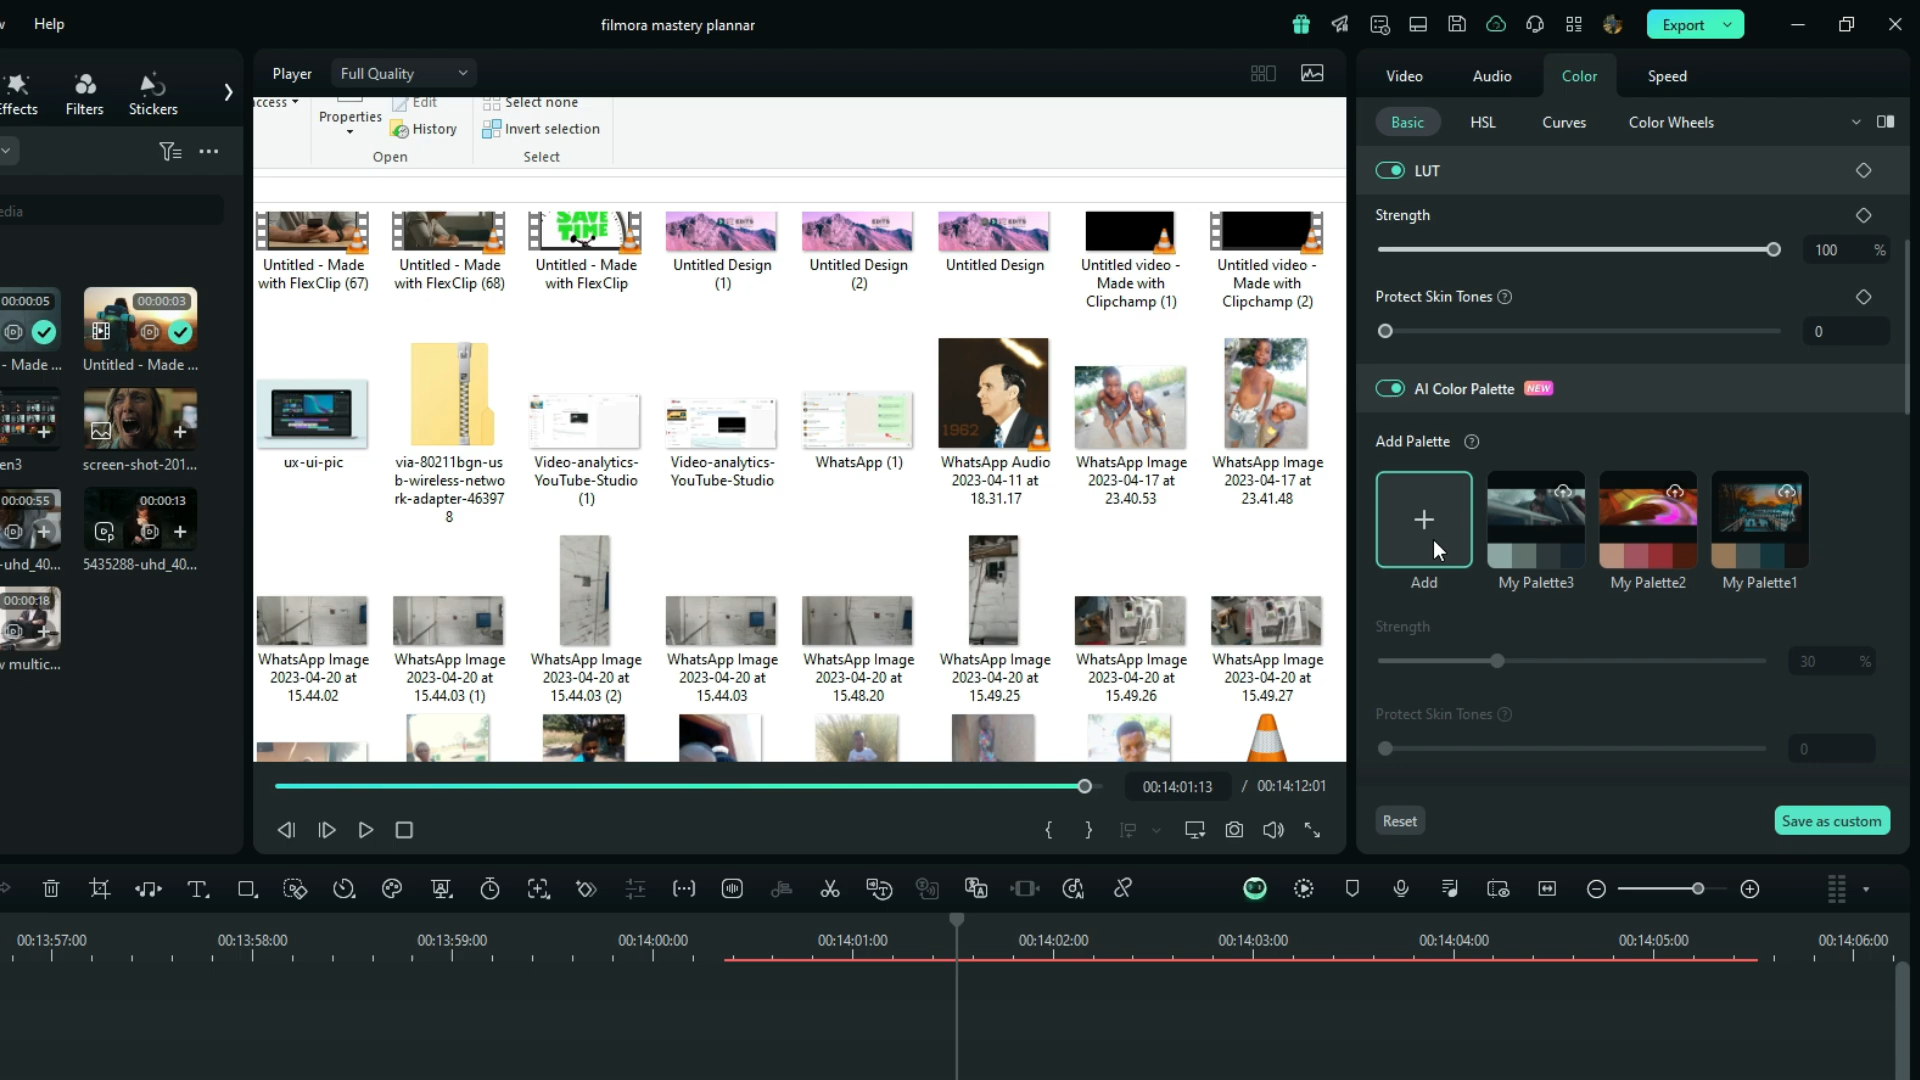 Help
filmora mastery plannar
Export
Effects
Filters
Stickers
Player
Full Quality
Video
Audio
Color
Speed
Basic
HSL
Curves
Color Wheels
LUT
Strength
100 %
Protect Skin Tones
0
AI Color Palette NEW
Add Palette
Add
My Palette3
My Palette2
My Palette1
Strength
30 %
Protect Skin Tones
0
Reset
Save as custom
edia
00:00:05
00:00:03
- Made ...
Untitled - Made ...
en3
screen-shot-201...
00:00:55
00:00:13
-uhd_40...
5435288-uhd_40...
00:00:18
v multic...
ccess
Properties
Edit
History
Open
Select none
Invert selection
Select
SAVE
TIME
Untitled - Made
with FlexClip (67)
Untitled - Made
with FlexClip (68)
Untitled - Made
with FlexClip
Untitled Design
(1)
Untitled Design
(2)
Untitled Design
Untitled video -
Made with
Clipchamp (1)
Untitled video -
Made with
Clipchamp (2)
1962
ux-ui-pic
via-80211bgn-us
b-wireless-netwo
rk-adapter-46397
8
Video-analytics-
YouTube-Studio
(1)
Video-analytics-
YouTube-Studio
WhatsApp (1)
WhatsApp Audio
2023-04-11 at
18.31.17
WhatsApp Image
2023-04-17 at
23.40.53
WhatsApp Image
2023-04-17 at
23.41.48
WhatsApp Image
2023-04-20 at
15.44.02
WhatsApp Image
2023-04-20 at
15.44.03 (1)
WhatsApp Image
2023-04-20 at
15.44.03 (2)
WhatsApp Image
2023-04-20 at
15.44.03
WhatsApp Image
2023-04-20 at
15.48.20
WhatsApp Image
2023-04-20 at
15.49.25
WhatsApp Image
2023-04-20 at
15.49.26
WhatsApp Image
2023-04-20 at
15.49.27
00:14:01:13 / 00:14:12:01
00:13:57:00
00:13:58:00
00:13:59:00
00:14:00:00
00:14:01:00
00:14:02:00
00:14:03:00
00:14:04:00
00:14:05:00
00:14:06:00